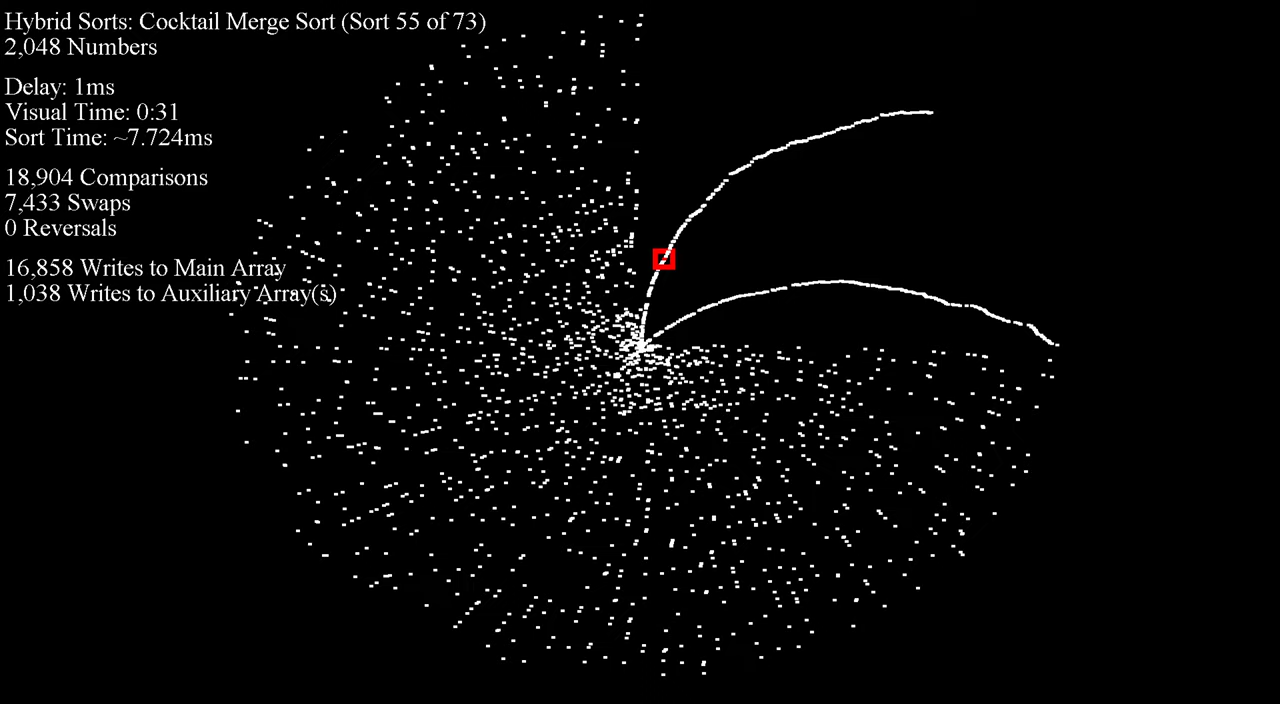 Hybrid Sorts: Cocktail Merge Sort (Sort 55 of 73)
2,048 Numbers
Delay: 1ms
Visual Time: 0:31
Sort Time: ~7.724ms
18,904 Comparisons
7,433 Swaps
0 Reversals
16,858 Writes to Main Array
1,038 Writes to Auxiliary Array(s)